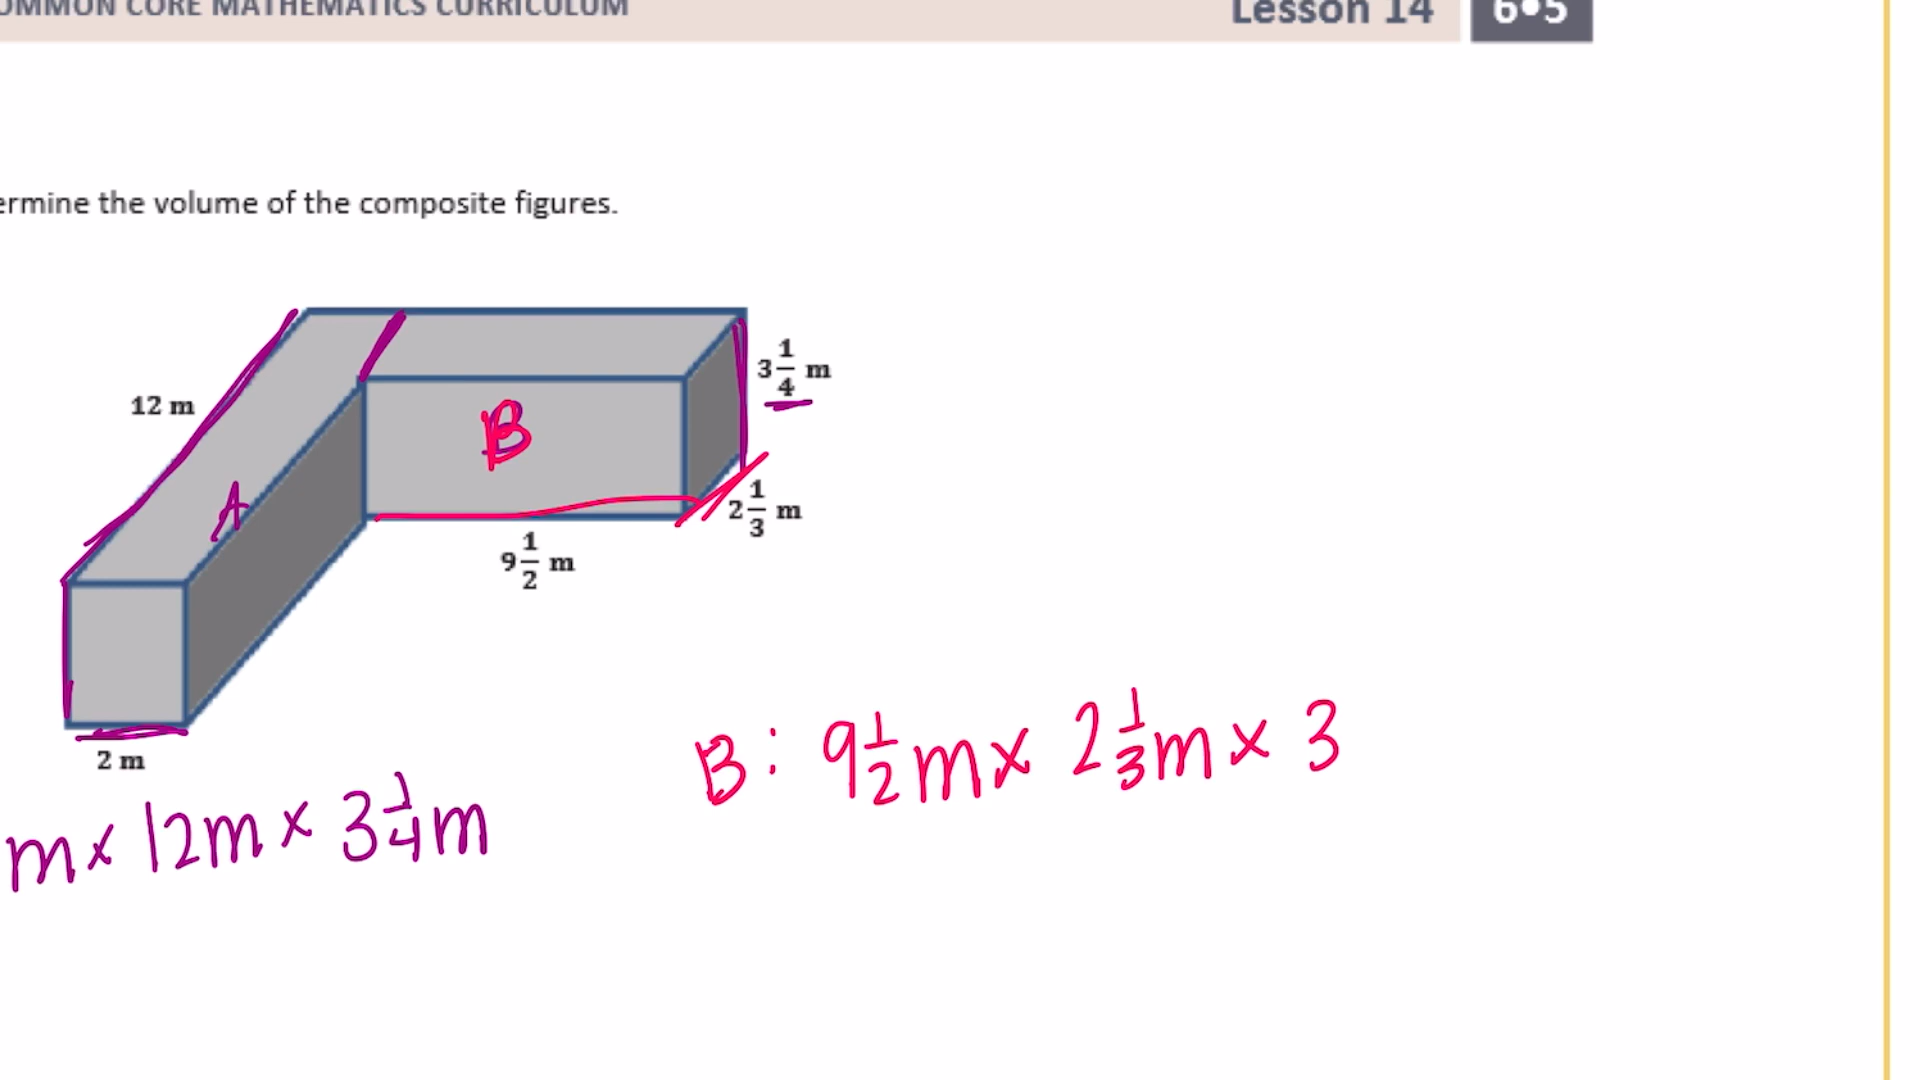 OMMON CORE MATHEMATICS CURRICULUM
Lesson 14
6•5
ermine the volume of the composite figures.
12 m
3 1/4 m
B
A
2 1/3 m
9 1/2 m
2 m
B: 9 1/2 m x 2 1/3 m x 3
m x 12m x 3 1/4 m